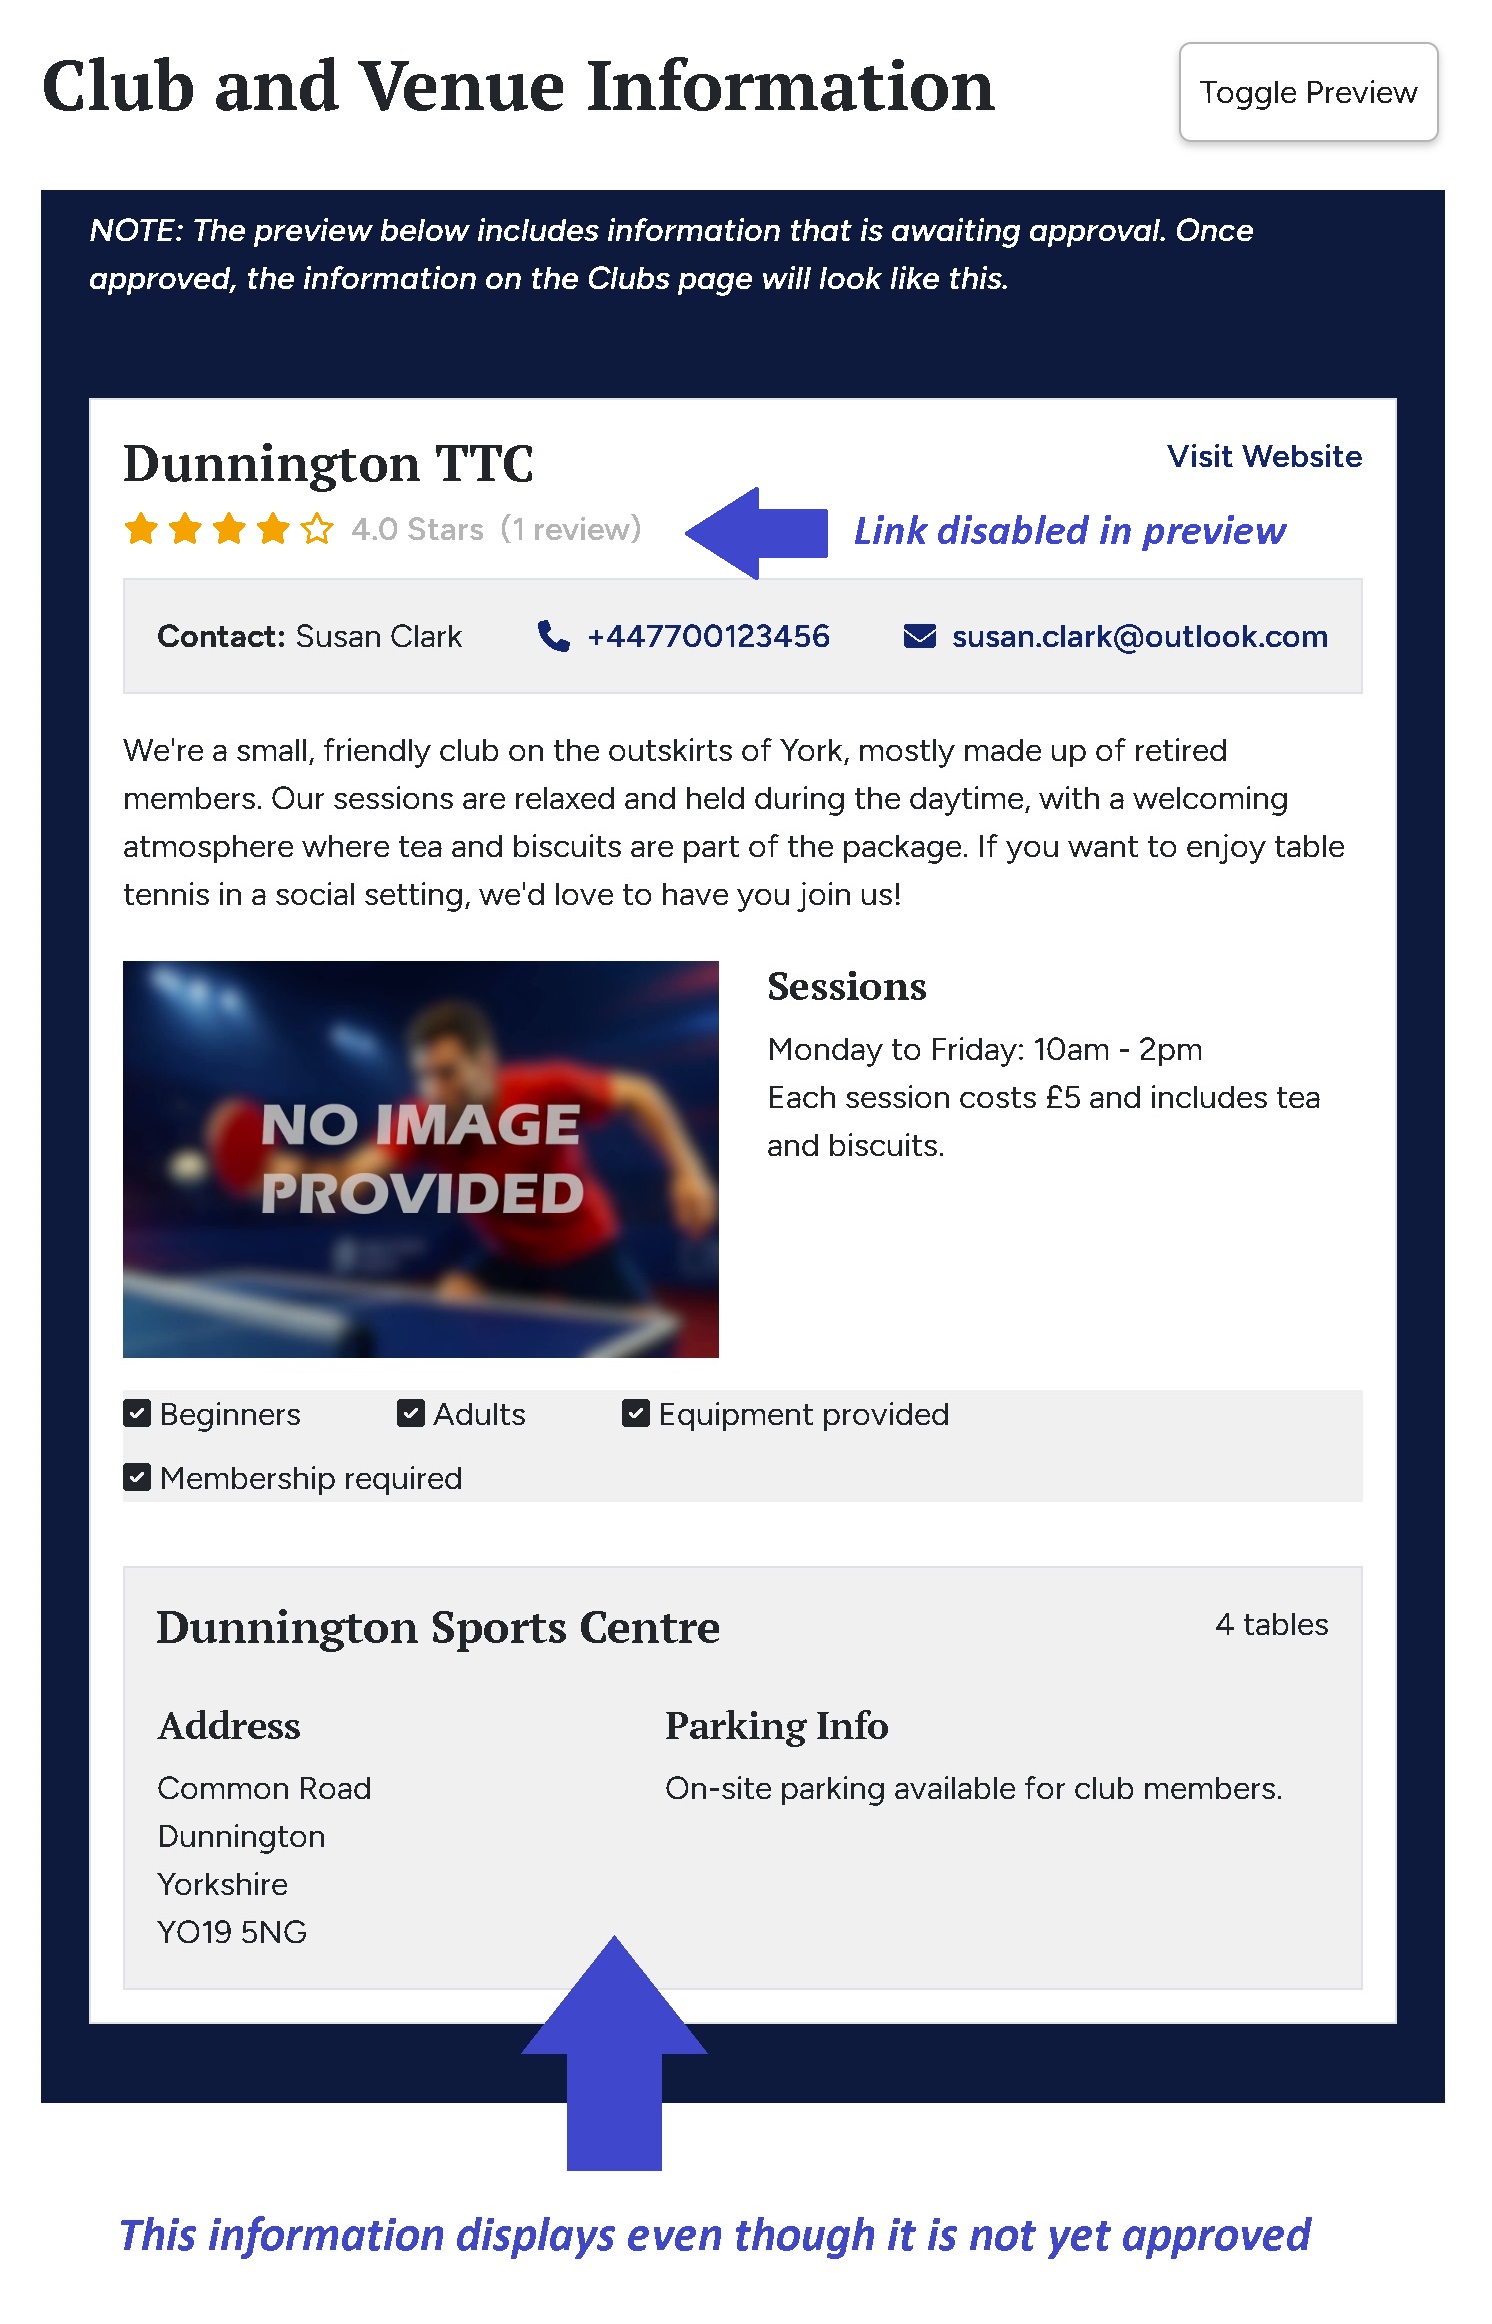 Club and Venue Information
Toggle Preview
NOTE: The preview below includes information that is awaiting approval. Once
approved, the information on the Clubs page will look like this.
Dunnington TTC
Visit Website
4.0 Stars (1 review)
Link disabled in preview
Contact: Susan Clark
+447700123456
susan.clark@outlook.com
We're a small, friendly club on the outskirts of York, mostly made up of retired
members. Our sessions are relaxed and held during the daytime, with a welcoming
atmosphere where tea and biscuits are part of the package. If you want to enjoy table
tennis in a social setting, we'd love to have you join us!
NO IMAGE
PROVIDED
Sessions
Monday to Friday: 10am - 2pm
Each session costs £5 and includes tea
and biscuits.
Beginners
Adults
Equipment provided
Membership required
Dunnington Sports Centre
4 tables
Address
Common Road
Dunnington
Yorkshire
YO19 5NG
Parking Info
On-site parking available for club members.
This information displays even though it is not yet approved